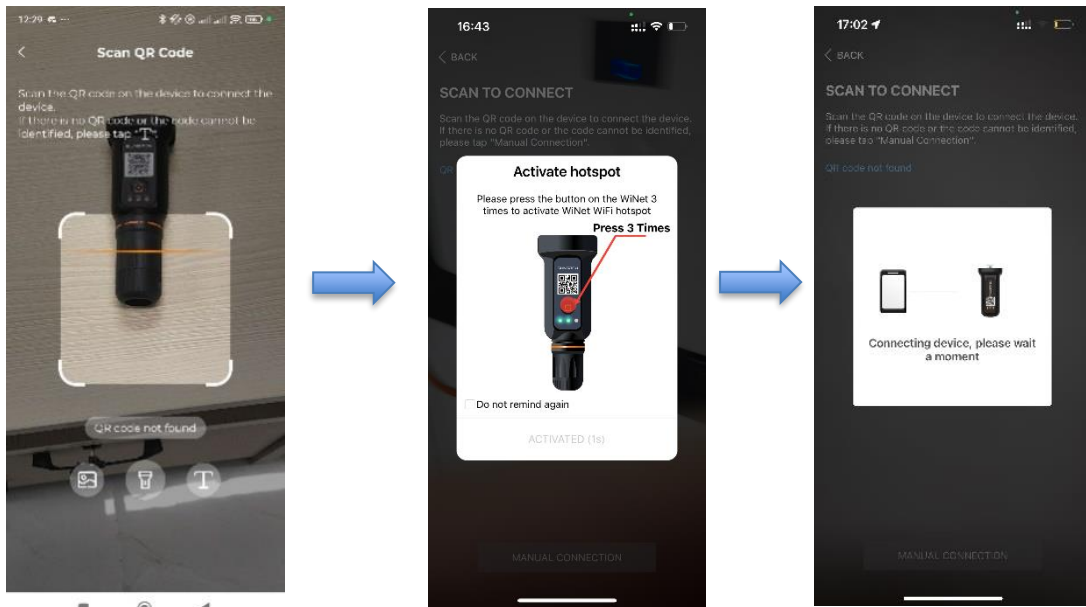 12:29
Scan QR Code
Scan the QR code on the device to connect the
device.
If there is no QR code or the code cannot be
identified, please tap "T".
QR code not found
T
16:43
BACK
SCAN TO CONNECT
Scan the QR code on the device to connect the device.
If there is no QR code or the code cannot be identified,
please tap "Manual Connection".
QR
Activate hotspot
Please press the button on the WiNet 3
times to activate WiNet WiFi hotspot
Press 3 Times
Do not remind again
ACTIVATED (1s)
MANUAL CONNECTION
17:02
BACK
SCAN TO CONNECT
Scan the QR code on the device to connect the device.
If there is no QR code or the code cannot be identified,
please tap "Manual Connection".
QR code not found
Connecting device, please wait
a moment
MANUAL CONNECTION